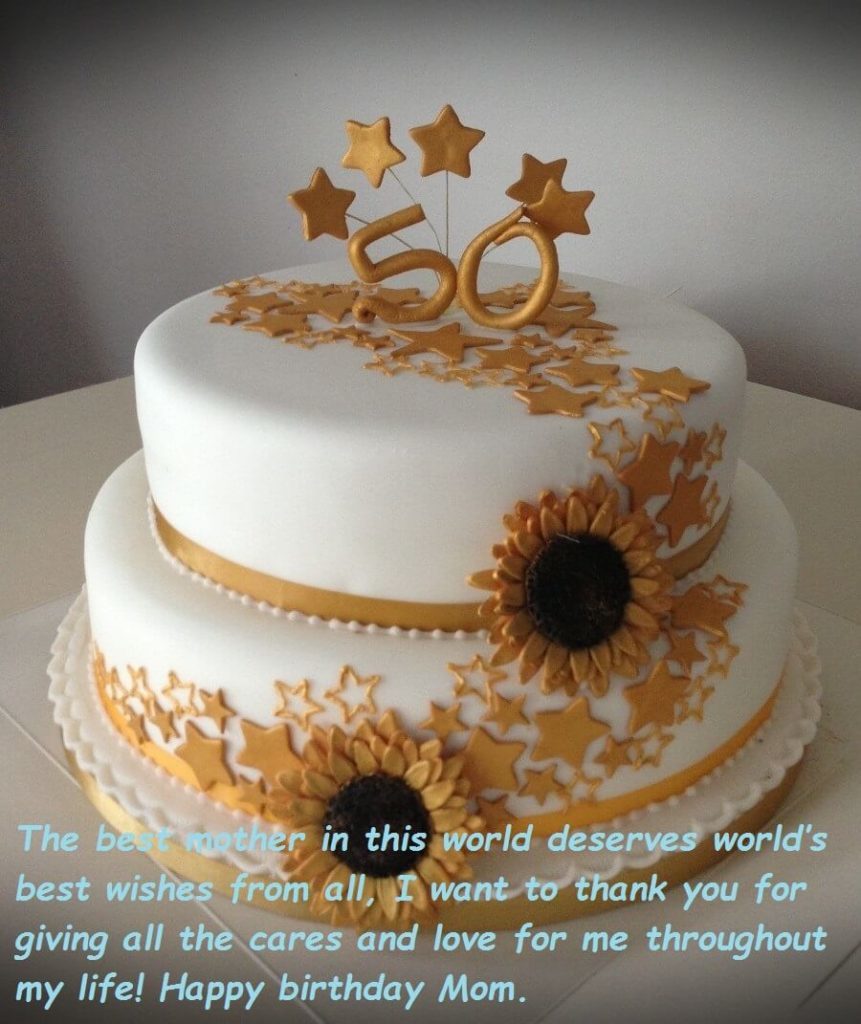 50
The best mother in this world deserves world's
best wishes from all, I want to thank you for
giving all the cares and love for me throughout
my life! Happy birthday Mom.